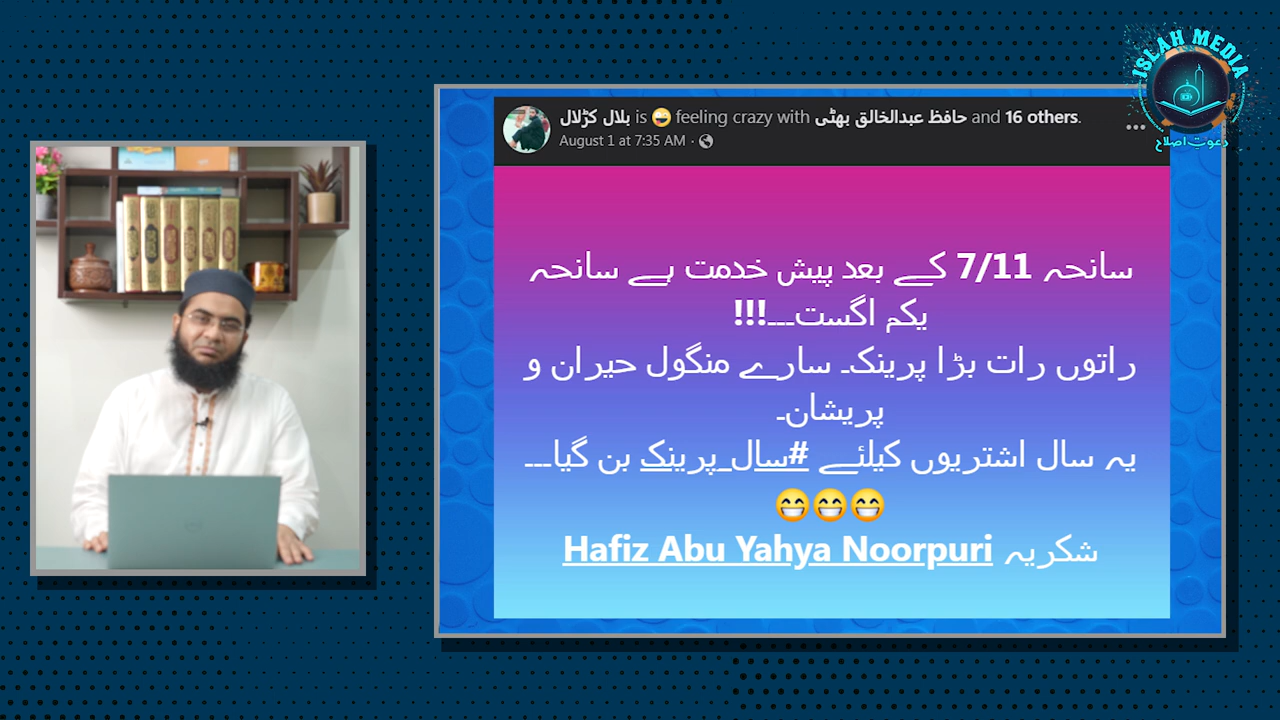 ISLAH MEDIA
دعوت اصلاح
بلال کڑلال is 🤪 feeling crazy with حافظ عبدالخالق بھٹی and 16 others.
August 1 at 7:35 AM ·
سانحہ 7/11 کے بعد پیش خدمت ہے سانحہ
یکم اگست۔۔۔!!!
راتوں رات بڑا پرینک۔ سارے منگول حیران و
پریشان۔
یہ سال اشتریوں کیلئے #سال_پرینک بن گیا۔۔۔
😁😁😁
شکریہ Hafiz Abu Yahya Noorpuri